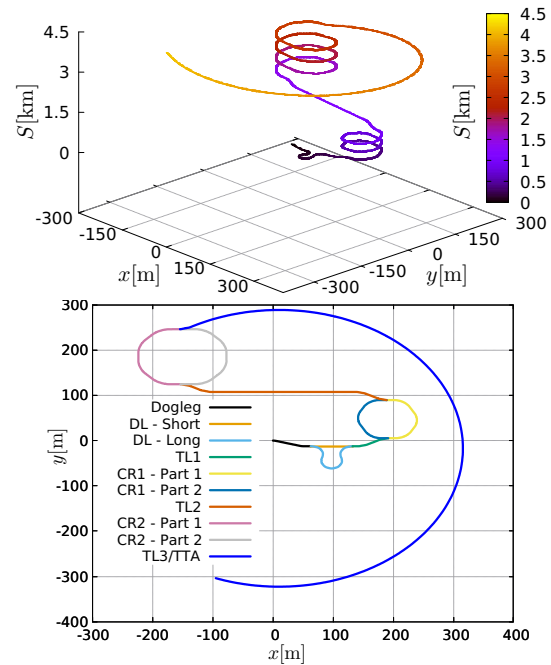 4.5
3
1.5
0
S[km]
-300
-150
0
150
300
x[m]
-300
-150
0
150
300
y[m]
4.5
4
3.5
3
2.5
2
1.5
1
0.5
0
S[km]
300
200
100
0
-100
-200
-300
-400
y[m]
Dogleg
DL - Short
DL - Long
TL1
CR1 - Part 1
CR1 - Part 2
TL2
CR2 - Part 1
CR2 - Part 2
TL3/TTA
-300
-200
-100
0
100
200
300
400
x[m]